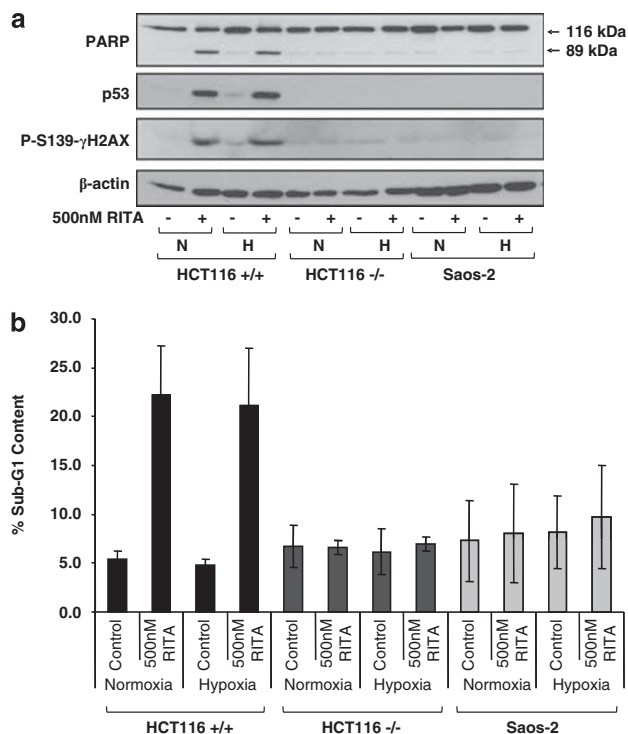 a
PARP
← 116 kDa
← 89 kDa
p53
P-S139-γH2AX
β-actin
500nM RITA - + - + - + - + - + - +
N H N H N H
HCT116 +/+ HCT116 -/- Saos-2
b
% Sub-G1 Content
30.0
25.0
20.0
15.0
10.0
5.0
0.0
Control 500nM RITA Control 500nM RITA Control 500nM RITA Control 500nM RITA Control 500nM RITA Control 500nM RITA
Normoxia Hypoxia Normoxia Hypoxia Normoxia Hypoxia
HCT116 +/+ HCT116 -/- Saos-2